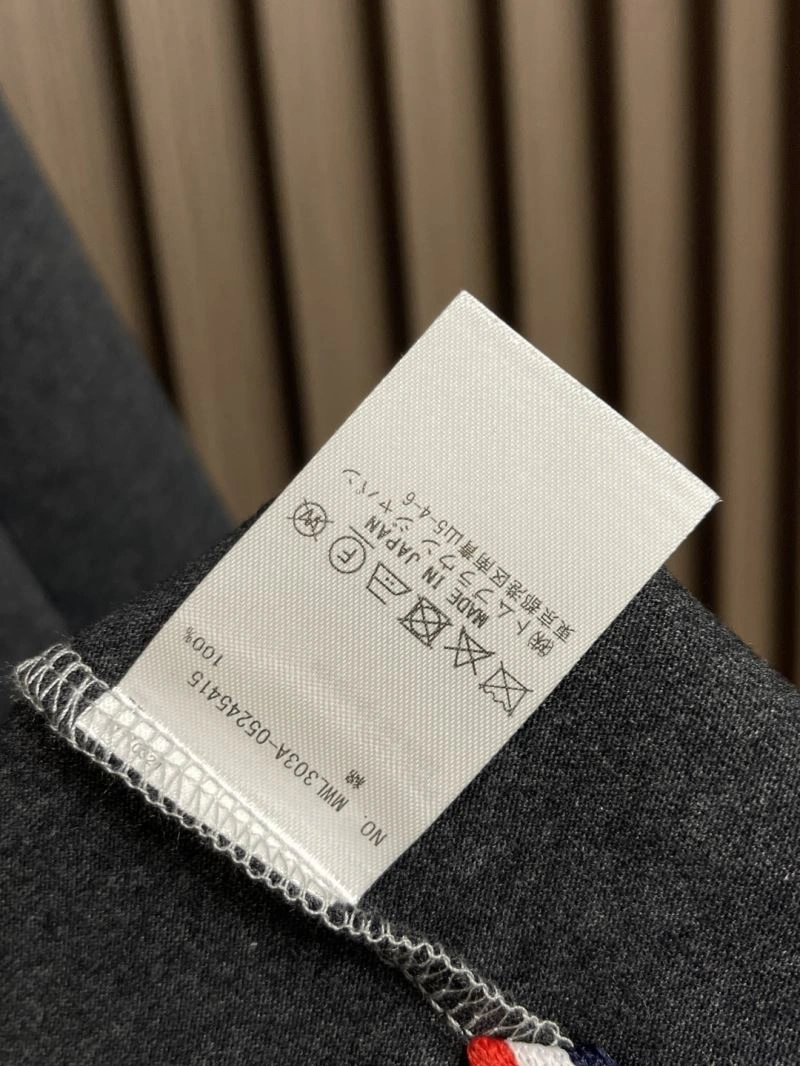 NO MWL303A-05245415
綿 100%
F W
MADE IN JAPAN
㈱トムブラウンジャパン
東京都港区南青山5-4-6